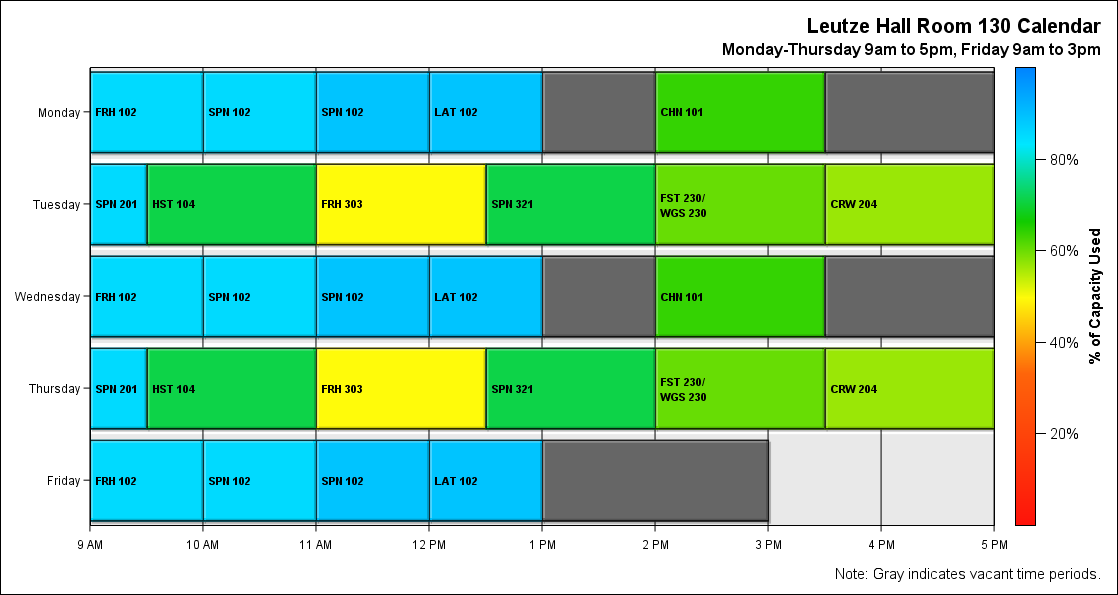 Leutze Hall Room 130 Calendar
Monday-Thursday 9am to 5pm, Friday 9am to 3pm
Monday
FRH 102
SPN 102
SPN 102
LAT 102
CHN 101
Tuesday
SPN 201
HST 104
FRH 303
SPN 321
FST 230/
WGS 230
CRW 204
Wednesday
FRH 102
SPN 102
SPN 102
LAT 102
CHN 101
Thursday
SPN 201
HST 104
FRH 303
SPN 321
FST 230/
WGS 230
CRW 204
Friday
FRH 102
SPN 102
SPN 102
LAT 102
9 AM
10 AM
11 AM
12 PM
1 PM
2 PM
3 PM
4 PM
5 PM
80%
60%
40%
20%
% of Capacity Used
Note: Gray indicates vacant time periods.